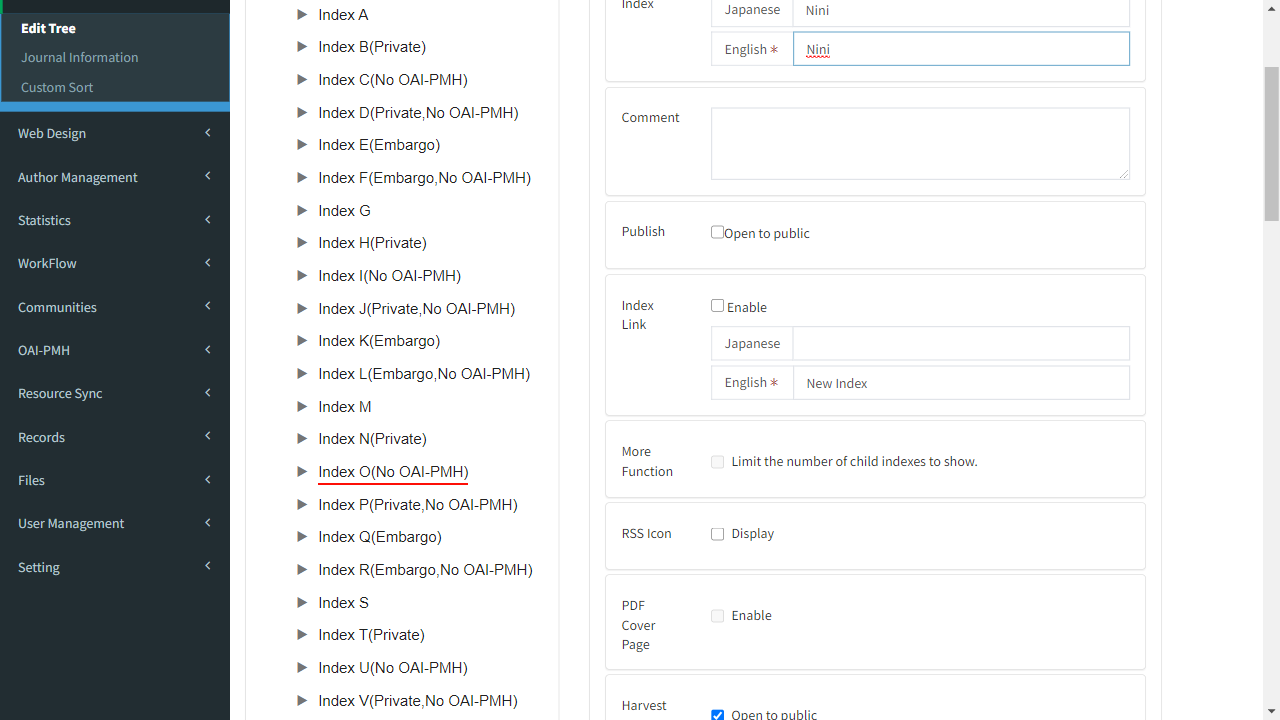 Edit Tree
Journal Information
Custom Sort
Web Design
Author Management
Statistics
WorkFlow
Communities
OAI-PMH
Resource Sync
Records
Files
User Management
Setting
Index A
Index B(Private)
Index C(No OAI-PMH)
Index D(Private,No OAI-PMH)
Index E(Embargo)
Index F(Embargo,No OAI-PMH)
Index G
Index H(Private)
Index I(No OAI-PMH)
Index J(Private,No OAI-PMH)
Index K(Embargo)
Index L(Embargo,No OAI-PMH)
Index M
Index N(Private)
Index O(No OAI-PMH)
Index P(Private,No OAI-PMH)
Index Q(Embargo)
Index R(Embargo,No OAI-PMH)
Index S
Index T(Private)
Index U(No OAI-PMH)
Index V(Private,No OAI-PMH)
Index
Japanese Nini
English * Nini
Comment
Publish
Open to public
Index
Link
Enable
Japanese
English * New Index
More
Function
Limit the number of child indexes to show.
RSS Icon
Display
PDF
Cover
Page
Enable
Harvest
Open to public